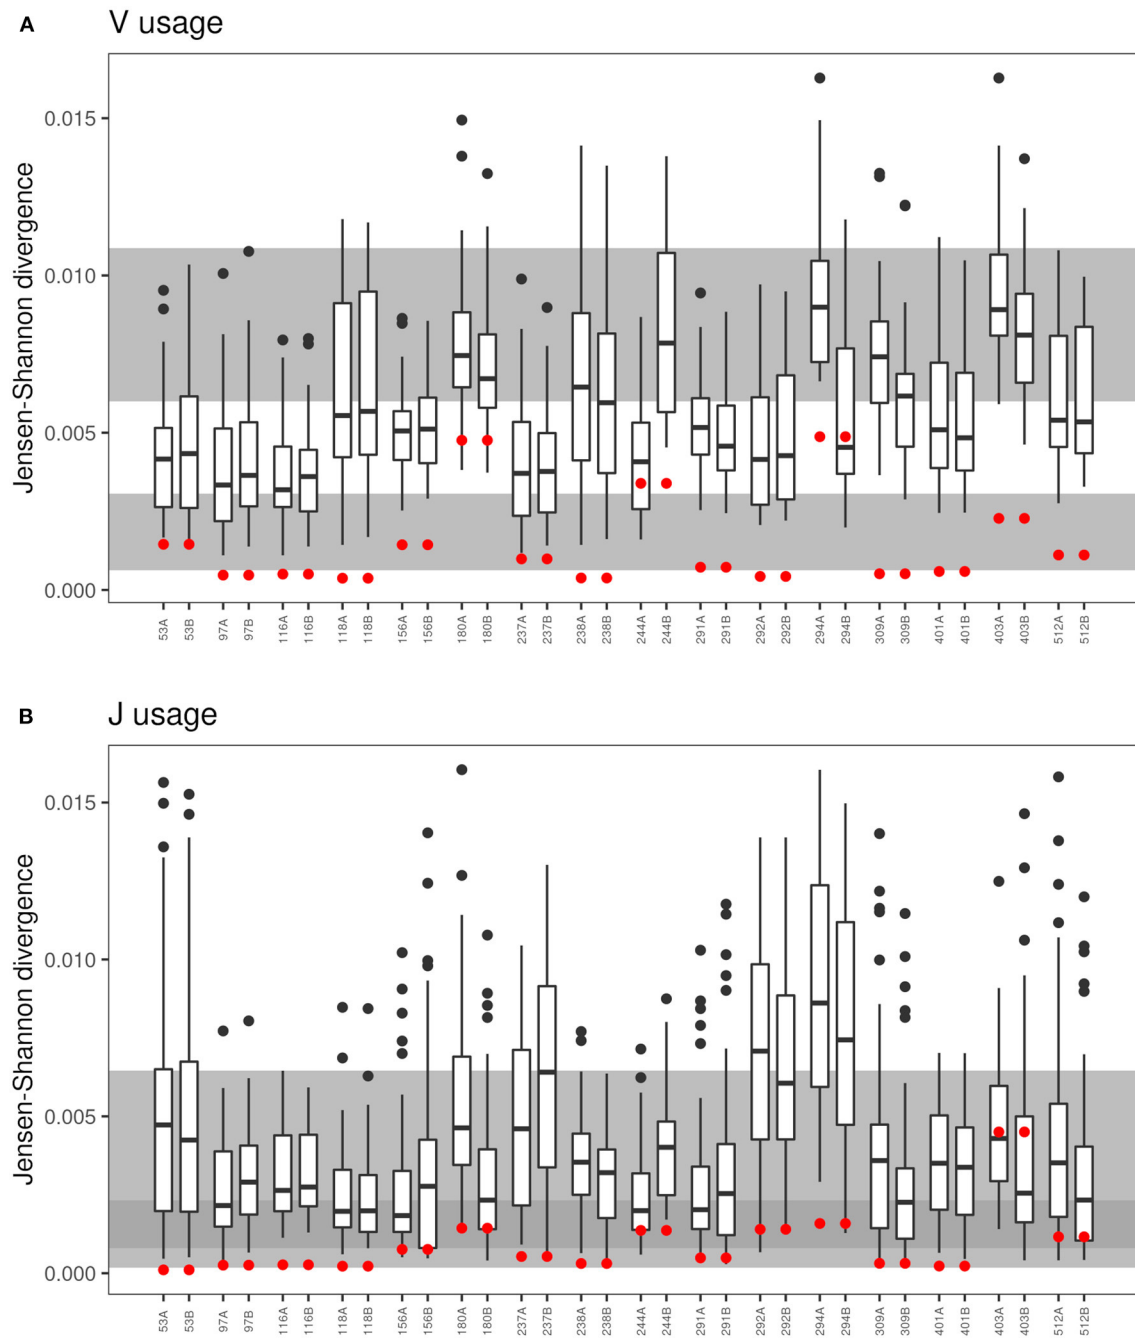 A
V usage
Jensen-Shannon divergence
0.015
0.010
0.005
0.000
53A 53B 97A 97B 116A 116B 118A 118B 156A 156B 180A 180B 237A 237B 238A 238B 244A 244B 291A 291B 292A 292B 294A 294B 309A 309B 401A 401B 403A 403B 512A 512B
B
J usage
Jensen-Shannon divergence
0.015
0.010
0.005
0.000
53A 53B 97A 97B 116A 116B 118A 118B 156A 156B 180A 180B 237A 237B 238A 238B 244A 244B 291A 291B 292A 292B 294A 294B 309A 309B 401A 401B 403A 403B 512A 512B